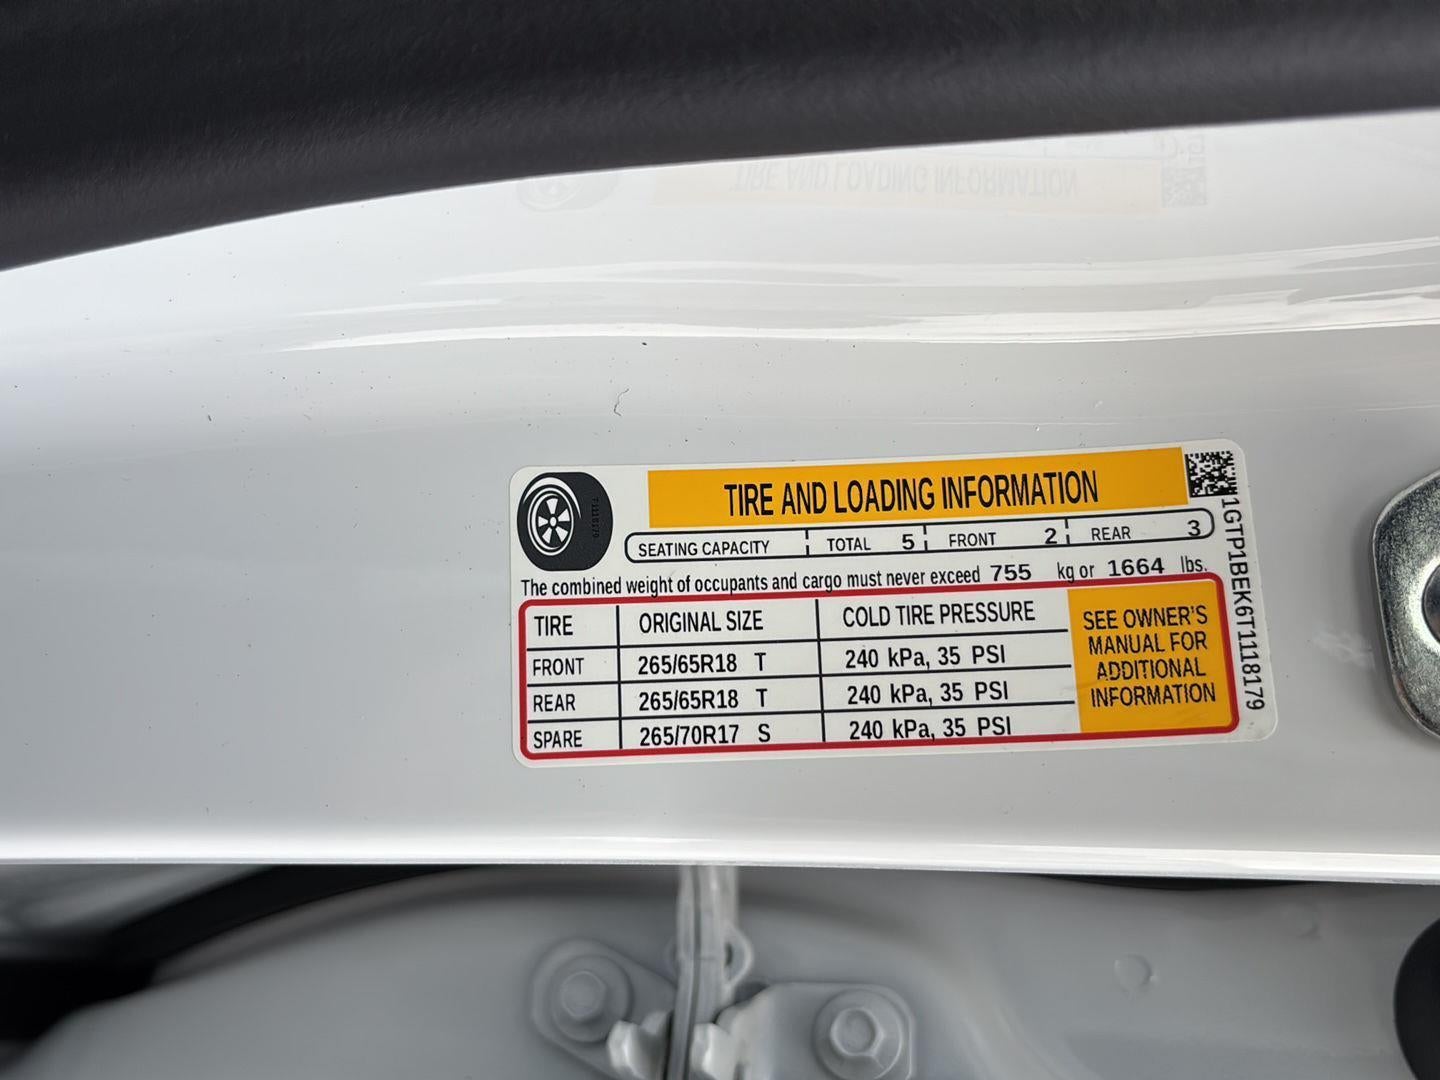 TIRE AND LOADING INFORMATION
SEATING CAPACITY TOTAL 5 FRONT 2 REAR 3
The combined weight of occupants and cargo must never exceed 755 kg or 1664 lbs.
TIRE ORIGINAL SIZE COLD TIRE PRESSURE
FRONT 265/65R18 T 240 kPa, 35 PSI
REAR 265/65R18 T 240 kPa, 35 PSI
SPARE 265/70R17 S 240 kPa, 35 PSI
SEE OWNER'S
MANUAL FOR
ADDITIONAL
INFORMATION
1GTP1BEK6T1118179
T1118179